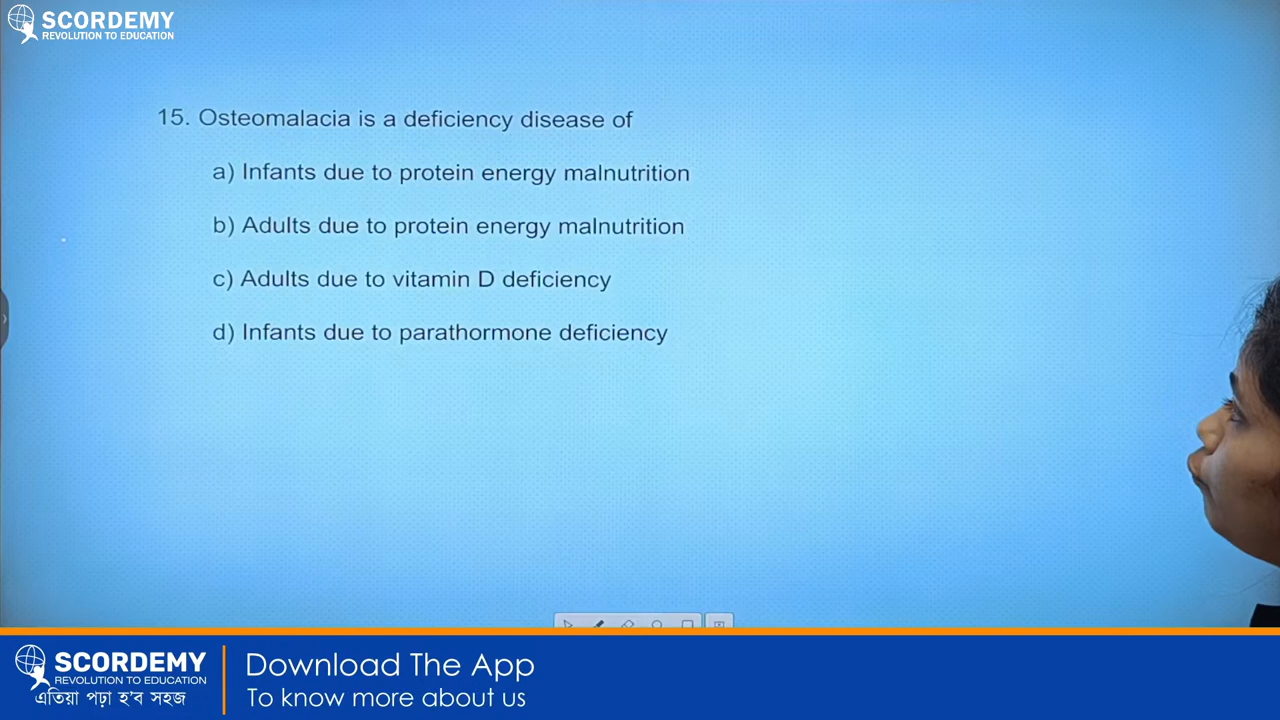 SCORDEMY
REVOLUTION TO EDUCATION
15. Osteomalacia is a deficiency disease of
a) Infants due to protein energy malnutrition
b) Adults due to protein energy malnutrition
c) Adults due to vitamin D deficiency
d) Infants due to parathormone deficiency
SCORDEMY
REVOLUTION TO EDUCATION
এতিয়া পঢ়া হ'ব সহজ
Download The App
To know more about us